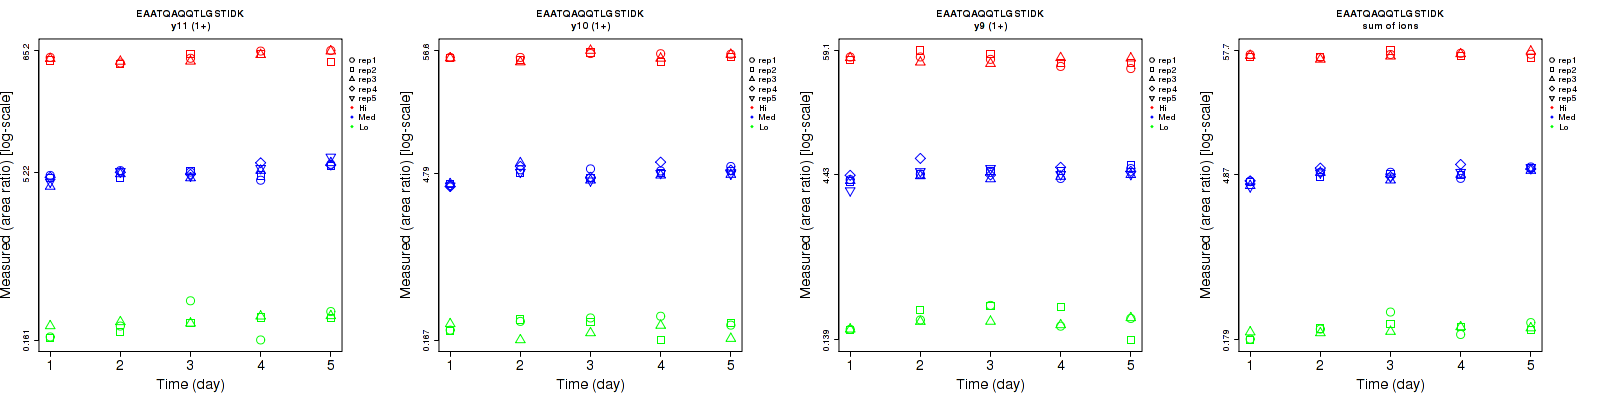 EAATQAQQTLGSTIDK
y11 (1+)
Measured (area ratio) [log-scale]
65.2
5.22
0.161
1 2 3 4 5
Time (day)
rep1
rep2
rep3
rep4
rep5
Hi
Med
Lo
EAATQAQQTLGSTIDK
y10 (1+)
Measured (area ratio) [log-scale]
56.6
4.79
0.167
1 2 3 4 5
Time (day)
rep1
rep2
rep3
rep4
rep5
Hi
Med
Lo
EAATQAQQTLGSTIDK
y9 (1+)
Measured (area ratio) [log-scale]
59.1
4.43
0.139
1 2 3 4 5
Time (day)
rep1
rep2
rep3
rep4
rep5
Hi
Med
Lo
EAATQAQQTLGSTIDK
sum of ions
Measured (area ratio) [log-scale]
57.7
4.87
0.179
1 2 3 4 5
Time (day)
rep1
rep2
rep3
rep4
rep5
Hi
Med
Lo